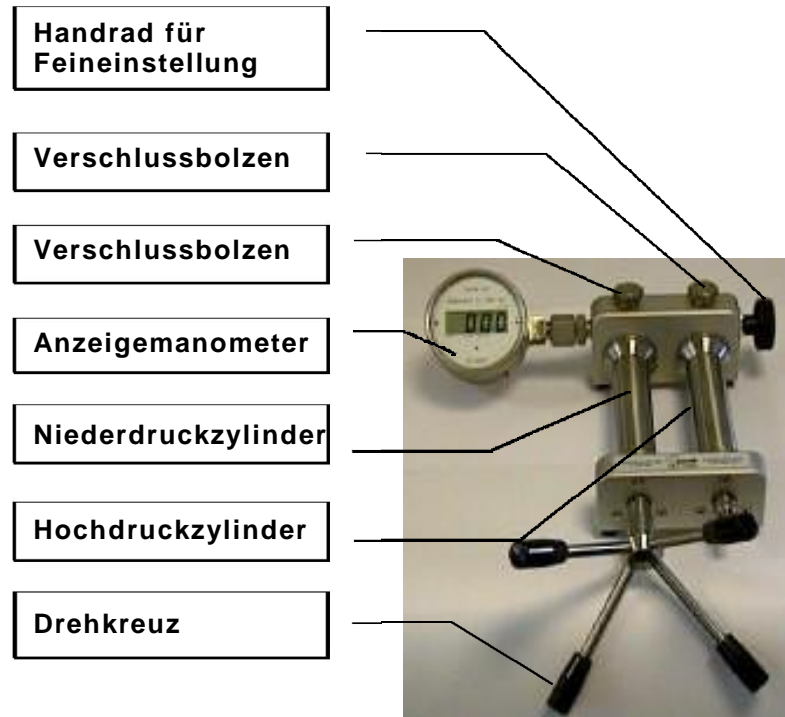 Handrad für
Feineinstellung
Verschlussbolzen
Verschlussbolzen
Anzeigemanometer
Niederdruckzylinder
Hochdruckzylinder
Drehkreuz
000